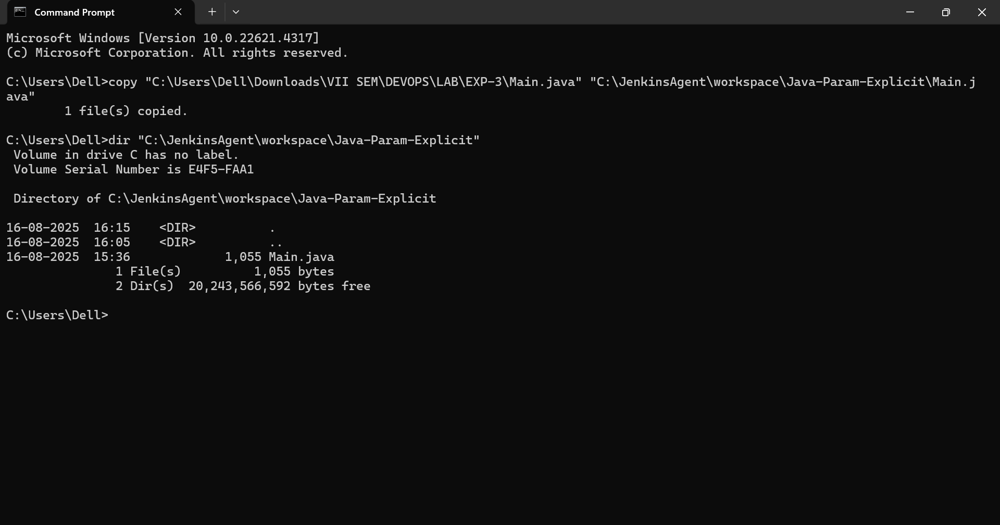 Command Prompt
Microsoft Windows [Version 10.0.22621.4317]
(c) Microsoft Corporation. All rights reserved.
C:\Users\Dell>copy "C:\Users\Dell\Downloads\VII SEM\DEVOPS\LAB\EXP-3\Main.java" "C:\JenkinsAgent\workspace\Java-Param-Explicit\Main.j
ava"
        1 file(s) copied.
C:\Users\Dell>dir "C:\JenkinsAgent\workspace\Java-Param-Explicit"
 Volume in drive C has no label.
 Volume Serial Number is E4F5-FAA1
 Directory of C:\JenkinsAgent\workspace\Java-Param-Explicit
16-08-2025  16:15    <DIR>          .
16-08-2025  16:05    <DIR>          ..
16-08-2025  15:36             1,055 Main.java
               1 File(s)          1,055 bytes
               2 Dir(s)  20,243,566,592 bytes free
C:\Users\Dell>